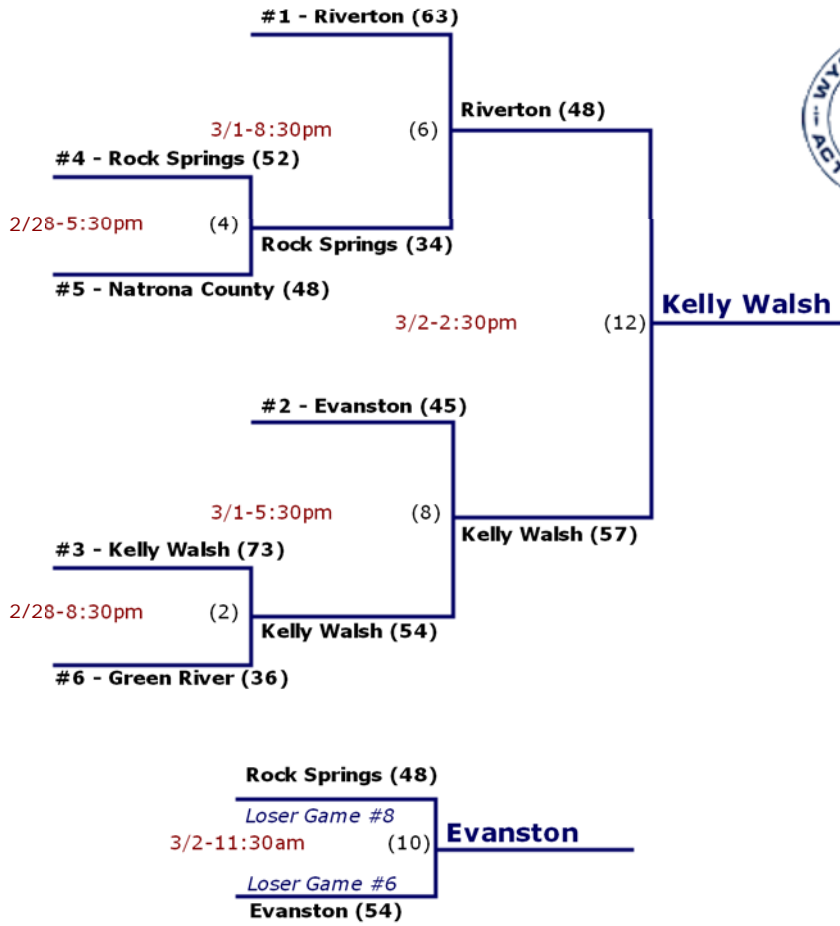 #1 - Riverton (63)
Riverton (48)
3/1-8:30pm
(6)
#4 - Rock Springs (52)
2/28-5:30pm
(4)
Rock Springs (34)
#5 - Natrona County (48)
Kelly Walsh
3/2-2:30pm
(12)
#2 - Evanston (45)
3/1-5:30pm
(8)
Kelly Walsh (57)
#3 - Kelly Walsh (73)
2/28-8:30pm
(2)
Kelly Walsh (54)
#6 - Green River (36)
Rock Springs (48)
Loser Game #8
3/2-11:30am
(10)
Evanston
Loser Game #6
Evanston (54)